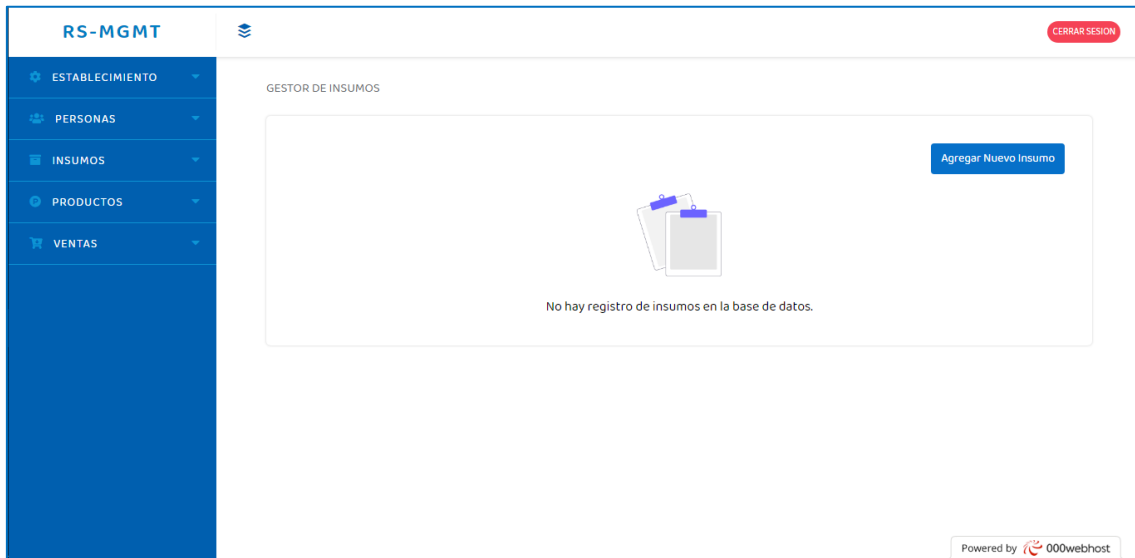 RS-MGMT
CERRAR SESION
ESTABLECIMIENTO
PERSONAS
INSUMOS
PRODUCTOS
VENTAS
GESTOR DE INSUMOS
Agregar Nuevo Insumo
No hay registro de insumos en la base de datos.
Powered by 000webhost